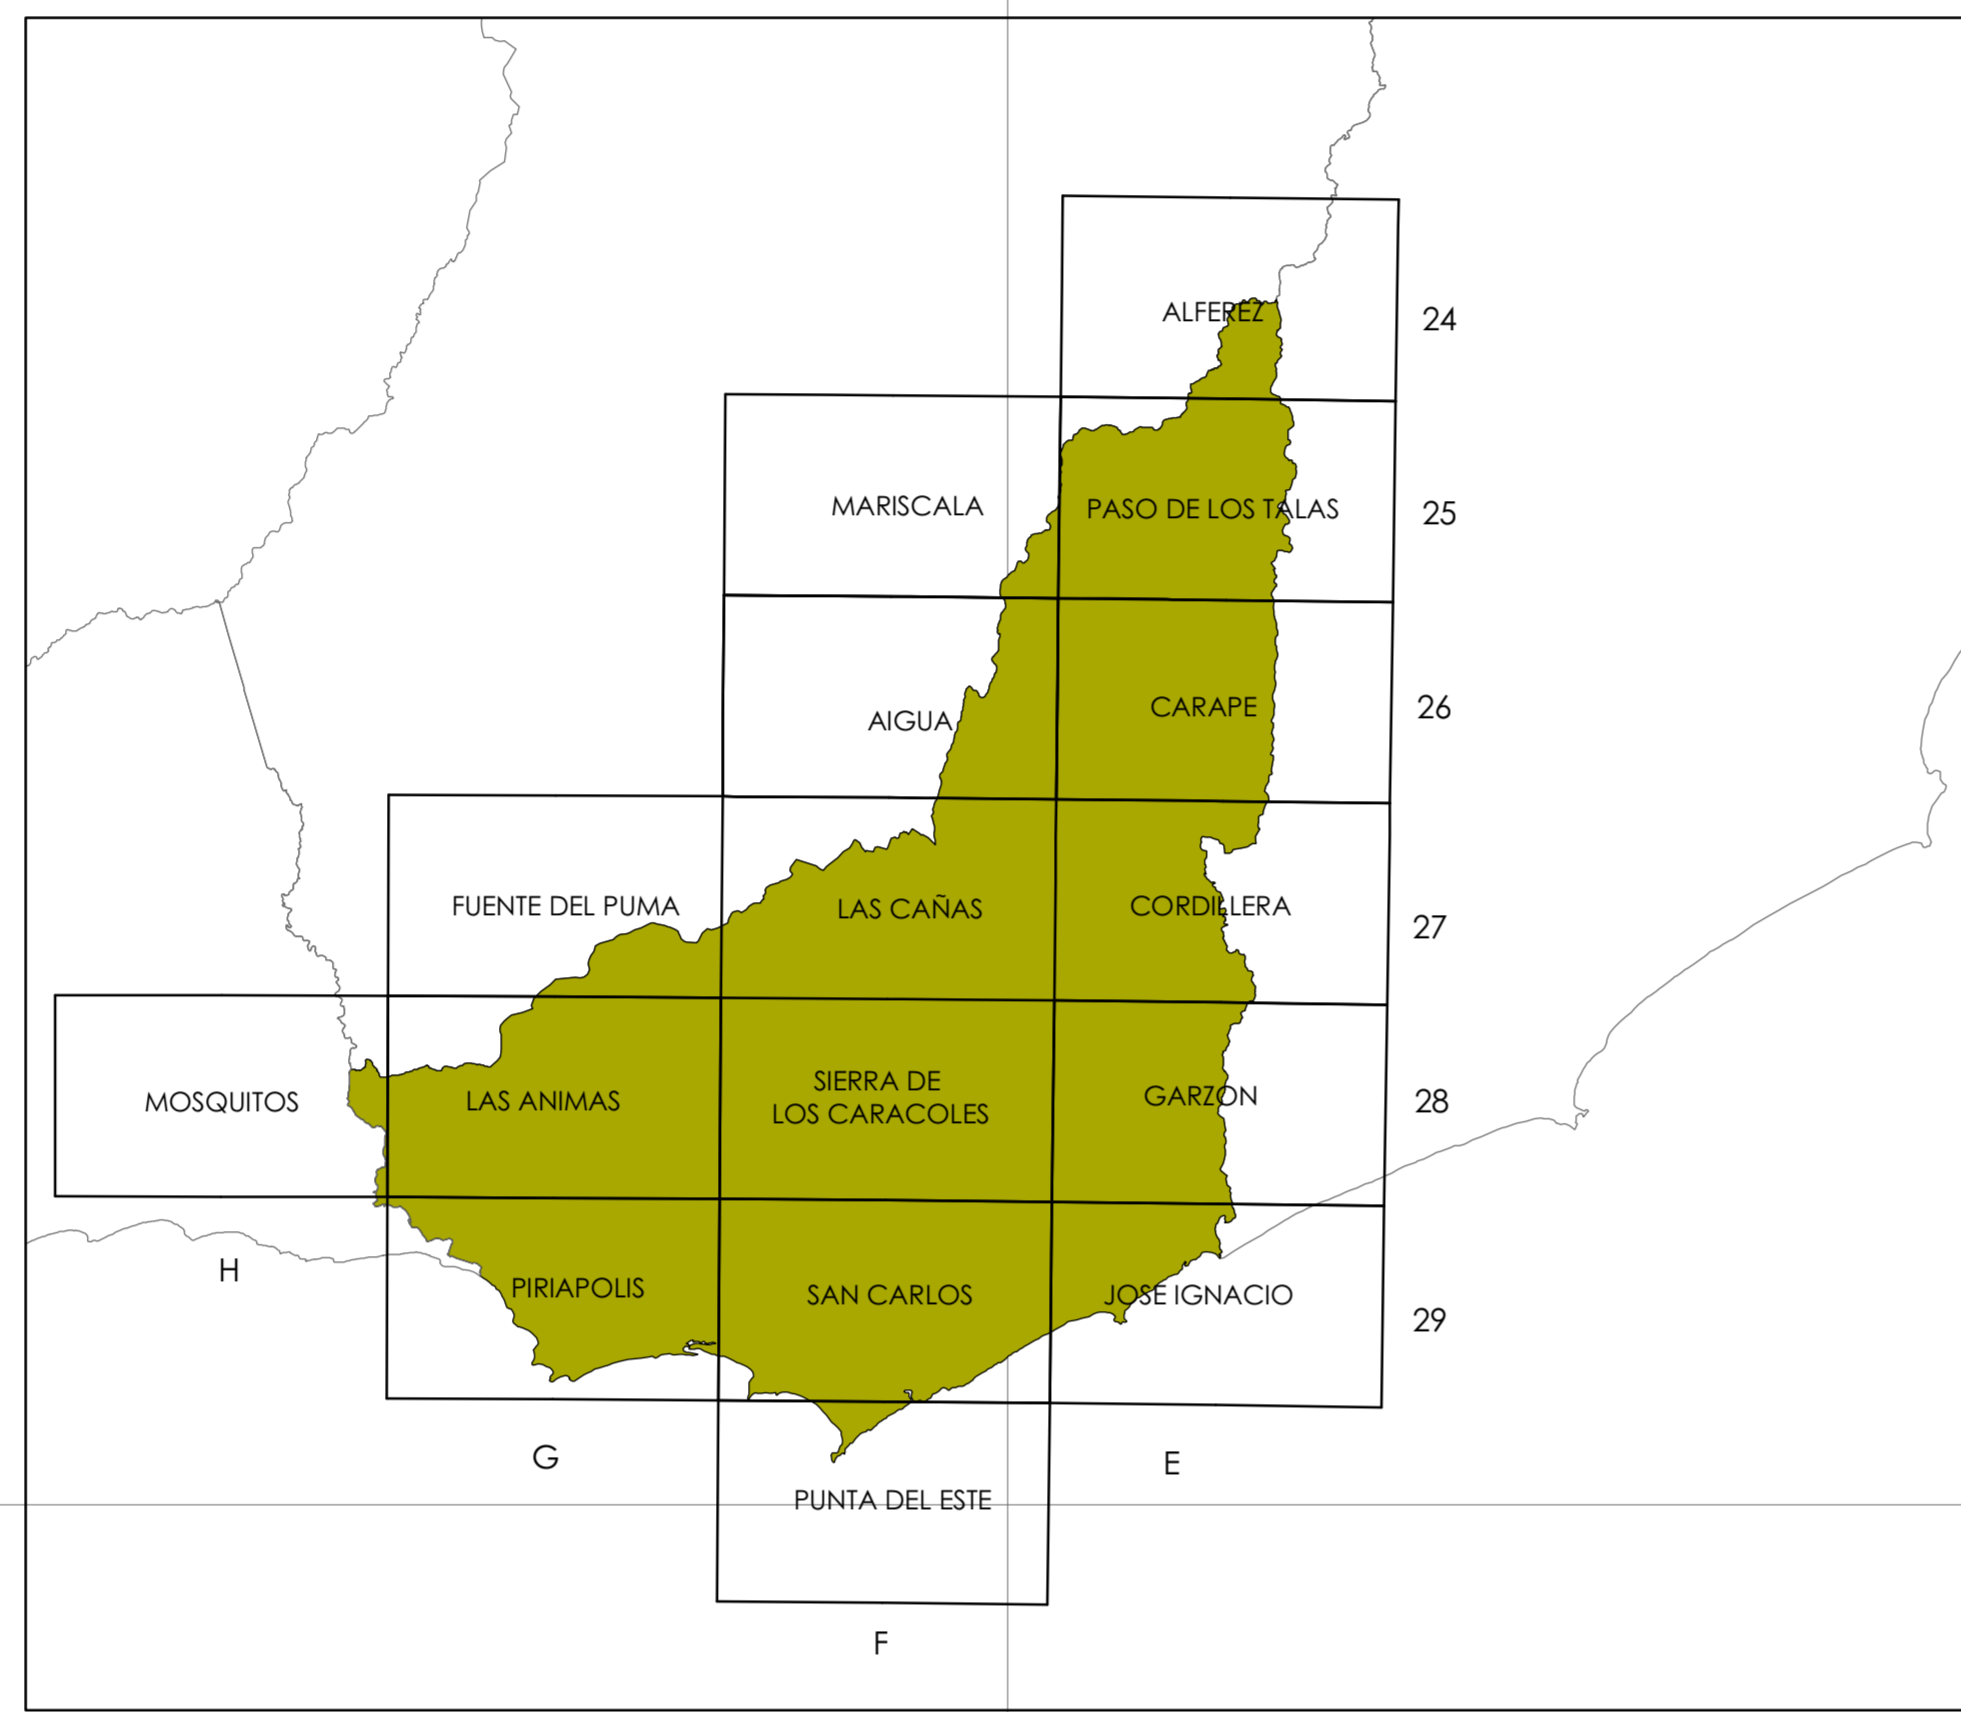 ALFEREZ
24
MARISCALA
PASO DE LOS TALAS
25
AIGUA
CARAPE
26
FUENTE DEL PUMA
LAS CAÑAS
CORDILLERA
27
MOSQUITOS
LAS ANIMAS
SIERRA DE
LOS CARACOLES
GARZON
28
H
PIRIAPOLIS
SAN CARLOS
JOSE IGNACIO
29
G
E
PUNTA DEL ESTE
F